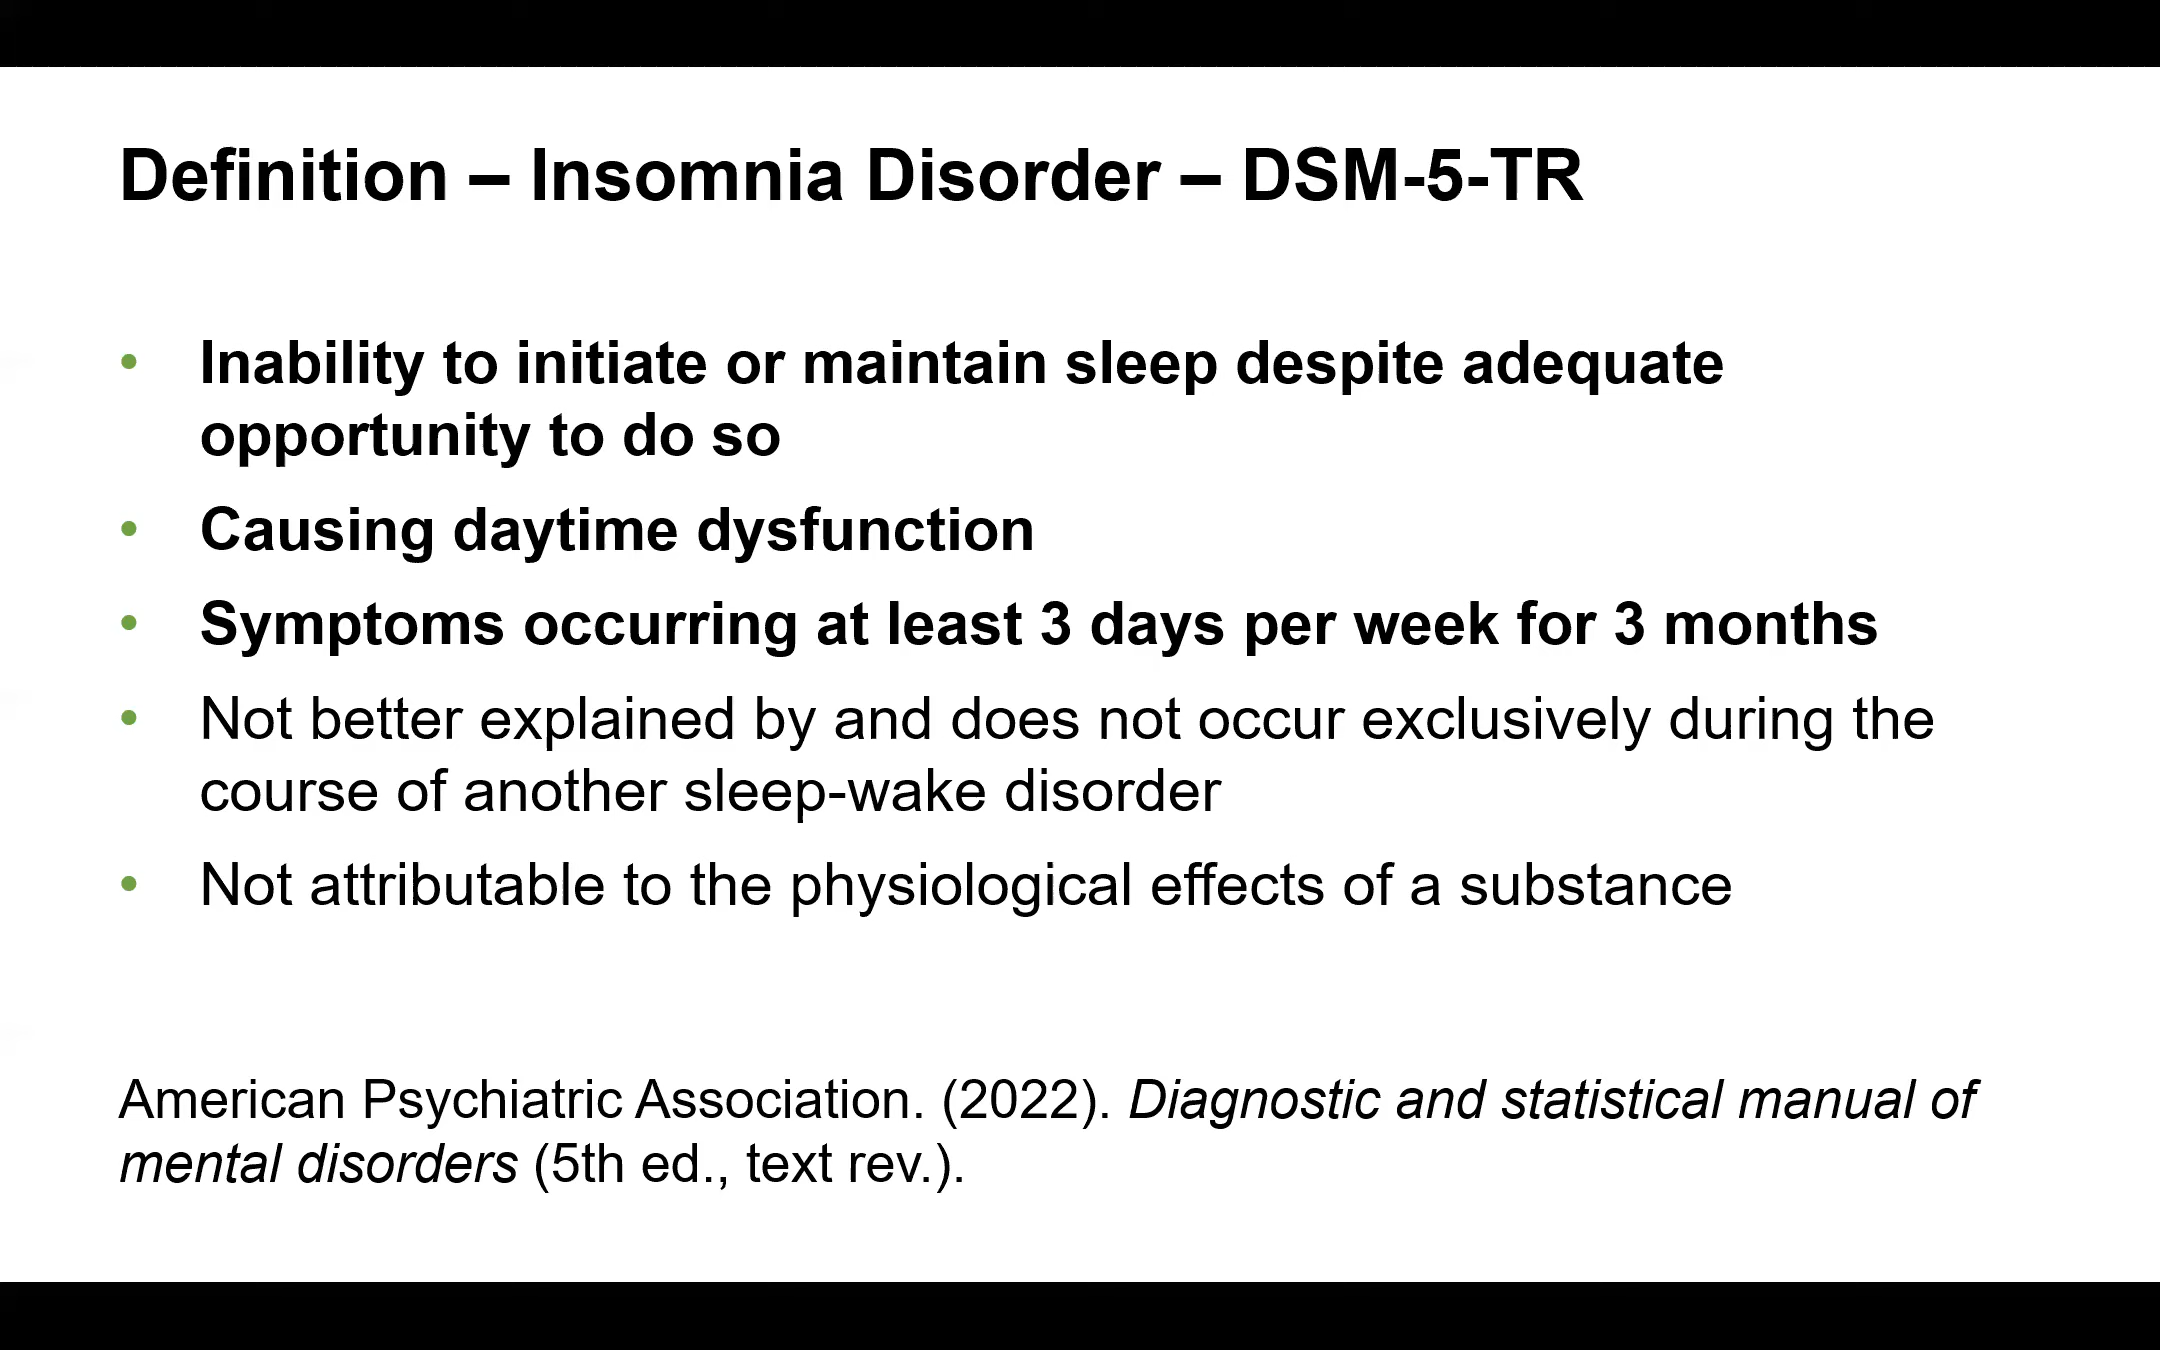 Definition – Insomnia Disorder – DSM-5-TR
• Inability to initiate or maintain sleep despite adequate
opportunity to do so
• Causing daytime dysfunction
• Symptoms occurring at least 3 days per week for 3 months
• Not better explained by and does not occur exclusively during the
course of another sleep-wake disorder
• Not attributable to the physiological effects of a substance
American Psychiatric Association. (2022). Diagnostic and statistical manual of
mental disorders (5th ed., text rev.).